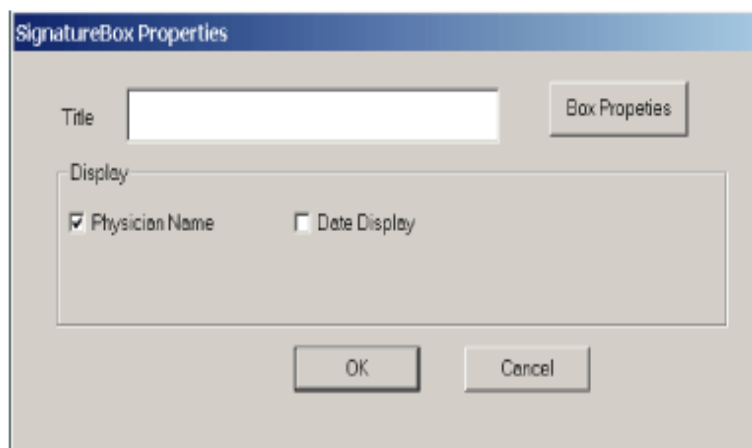 SignatureBox Properties
Title
Box Propeties
Display
Physician Name
Date Display
OK
Cancel